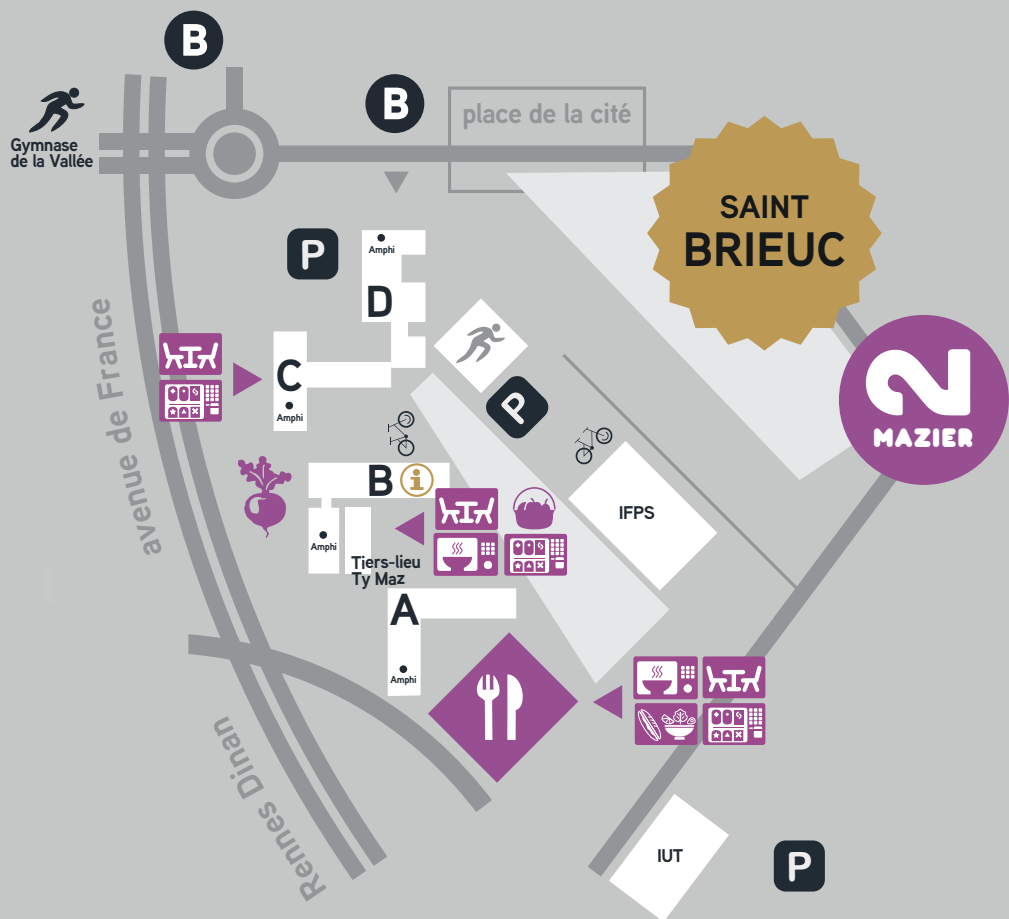 B
B
place de la cité
Gymnase
de la Vallée
SAINT
BRIEUC
Amphi
P
D
avenue de France
C
Amphi
P
2
MAZIER
B
i
IFPS
Amphi
Tiers-lieu
Ty Maz
A
Amphi
Rennes Dinan
IUT
P